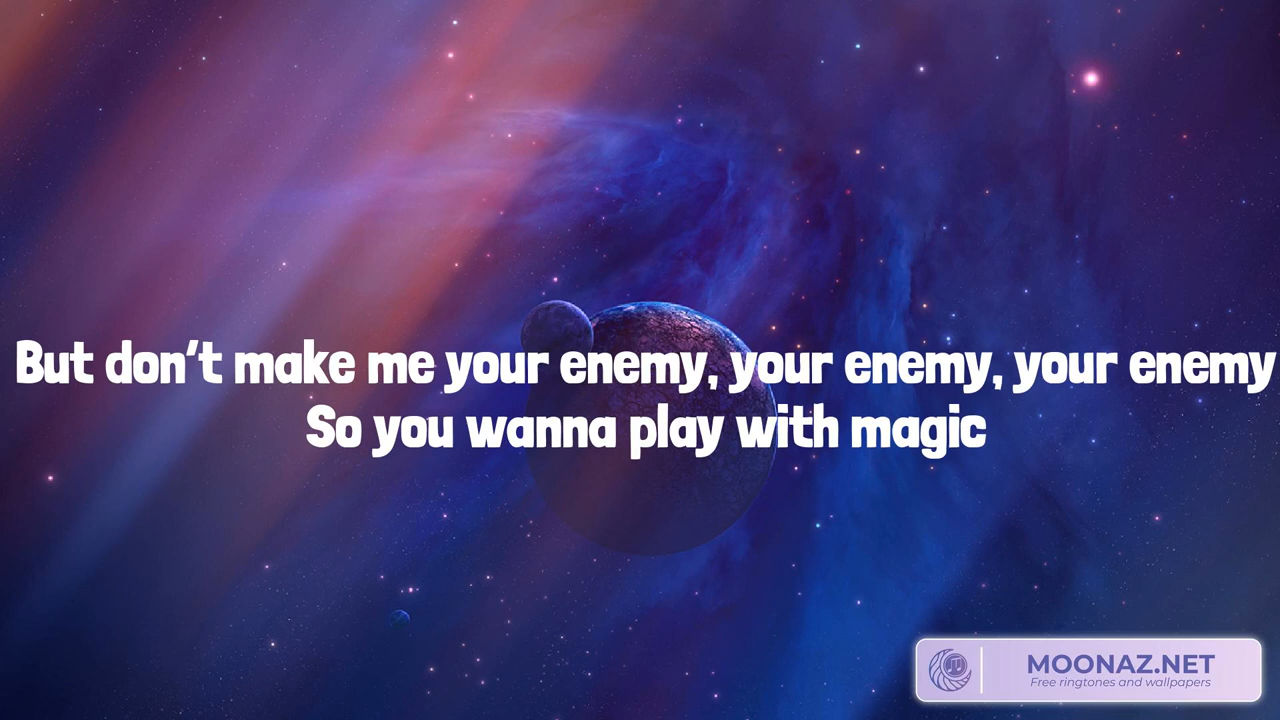 But don't make me your enemy, your enemy, your enemy
So you wanna play with magic
MOONAZ.NET
Free ringtones and wallpapers